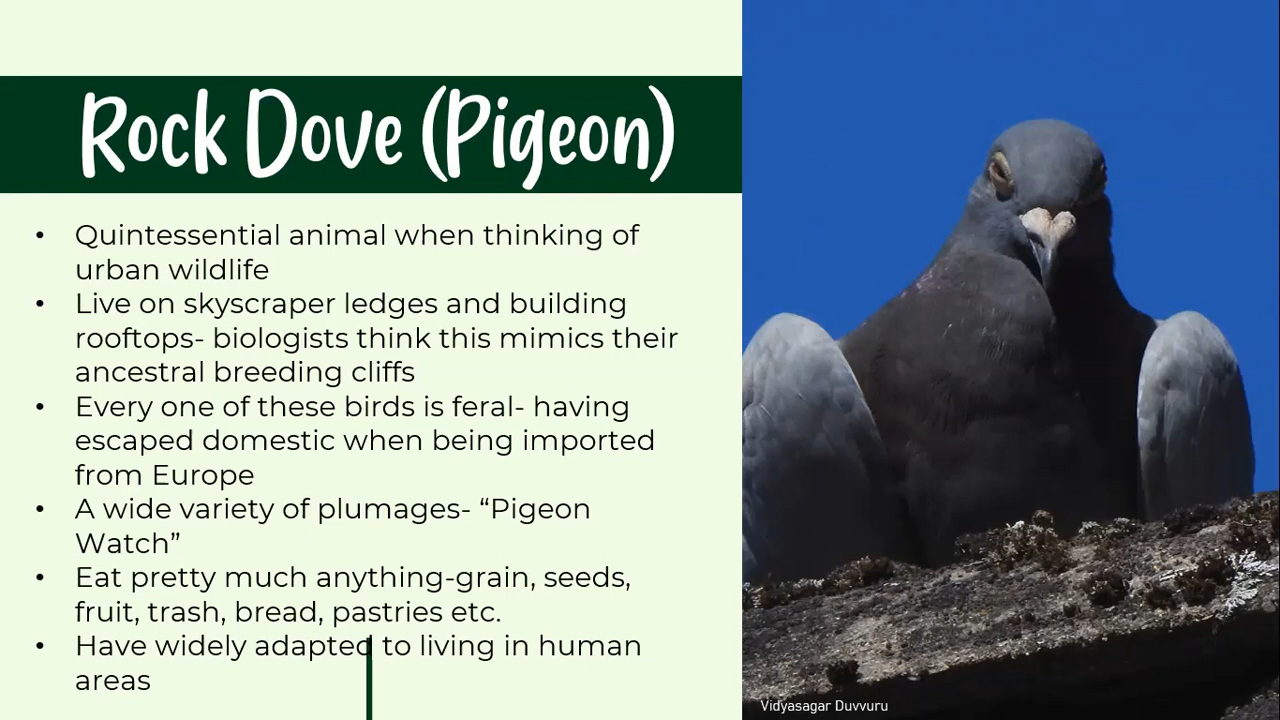 Rock Dove (Pigeon)
• Quintessential animal when thinking of
urban wildlife
• Live on skyscraper ledges and building
rooftops- biologists think this mimics their
ancestral breeding cliffs
• Every one of these birds is feral- having
escaped domestic when being imported
from Europe
• A wide variety of plumages- “Pigeon
Watch”
• Eat pretty much anything-grain, seeds,
fruit, trash, bread, pastries etc.
• Have widely adapted to living in human
areas
Vidyasagar Duvvuru